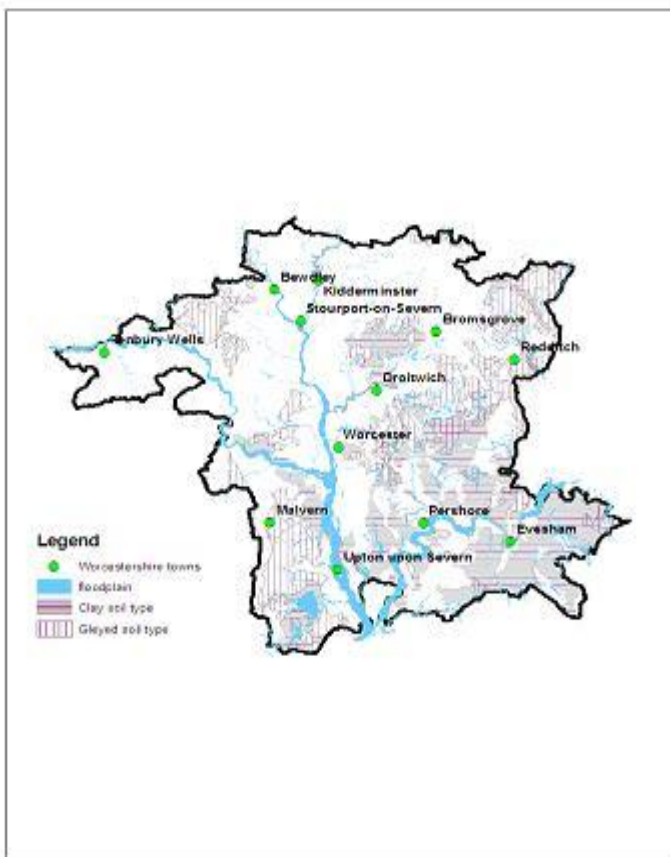 Bewdley
Kidderminster
Stourport-on-Severn
Bromsgrove
Tenbury Wells
Redditch
Droitwich
Worcester
Malvern
Pershore
Evesham
Upton upon Severn
Legend
Worcestershire towns
floodplain
Clay soil type
Gleyed soil type